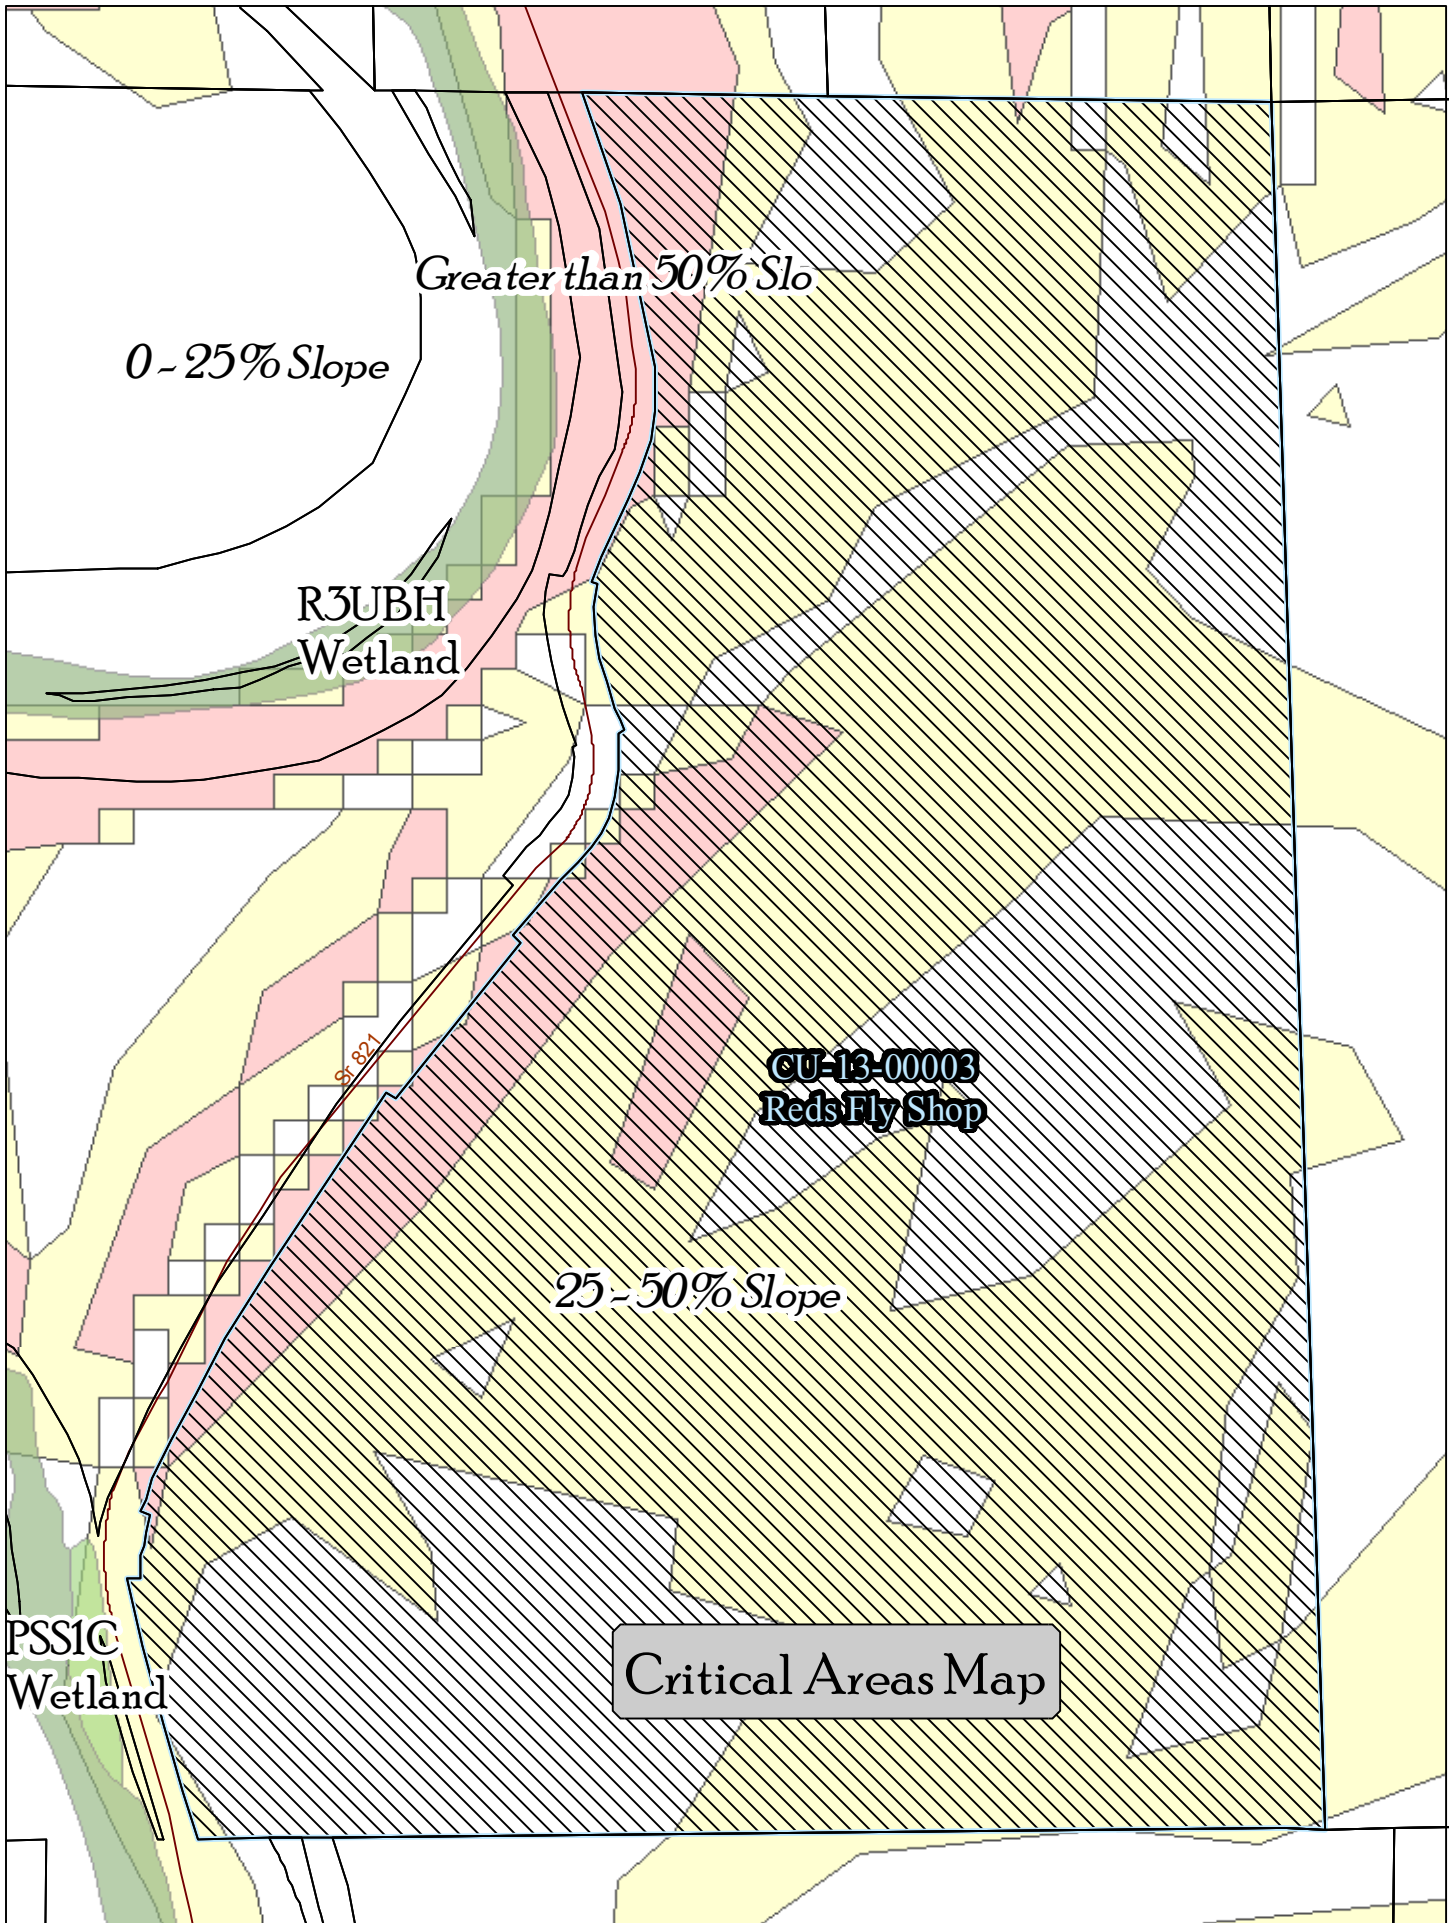 Greater than 50% Slo
0 - 25% Slope
R3UBH
Wetland
Sr 821
CU-13-00003
Reds Fly Shop
25 - 50% Slope
PSS1C
Wetland
Critical Areas Map